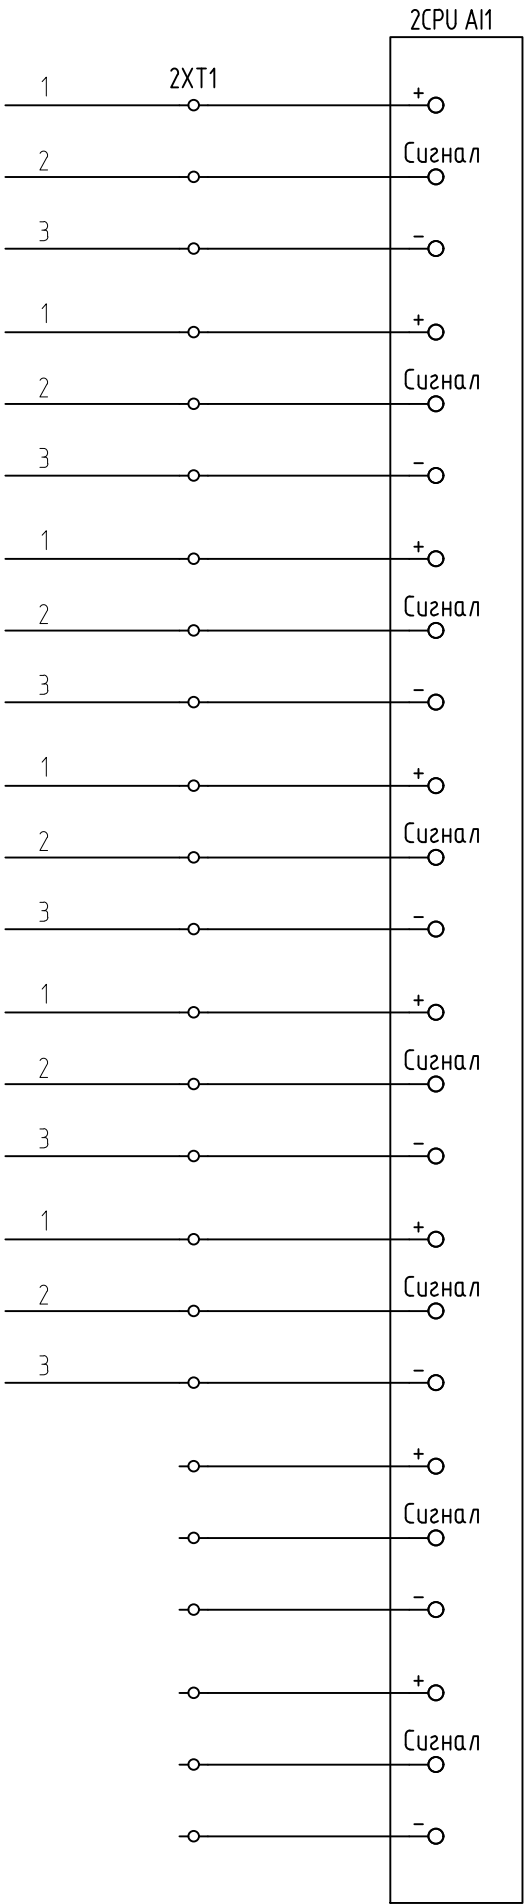 2CPU AI1
2XT1
1 +
2 Сигнал
3 -
1 +
2 Сигнал
3 -
1 +
2 Сигнал
3 -
1 +
2 Сигнал
3 -
1 +
2 Сигнал
3 -
1 +
2 Сигнал
3 -
+
Сигнал
-
+
Сигнал
-